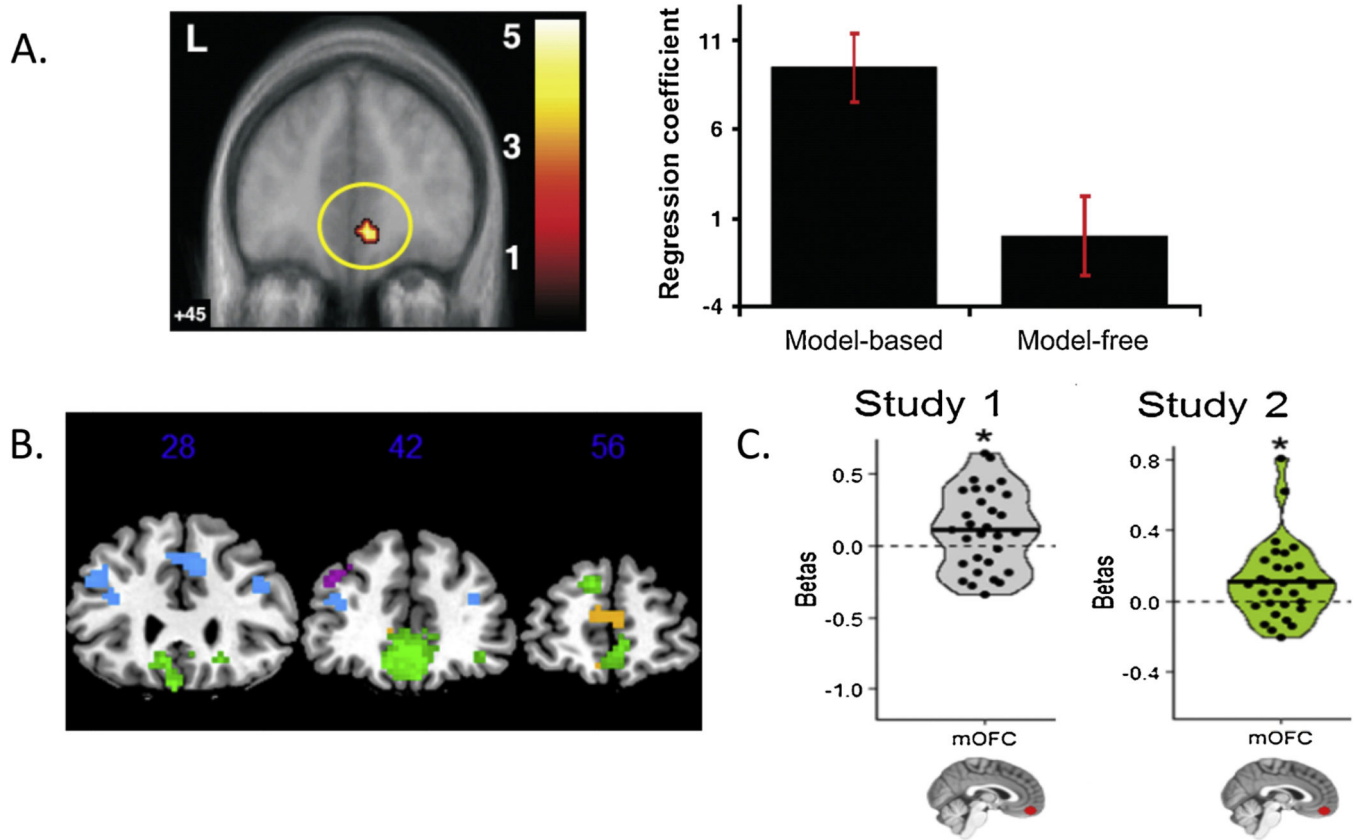 A.
L
5
3
1
+45
Regression coefficient
11
6
1
-4
Model-based
Model-free
B.
28
42
56
C.
Study 1
*
Betas
0.5
0.0
-0.5
-1.0
mOFC
Study 2
*
Betas
0.8
0.4
0.0
-0.4
mOFC